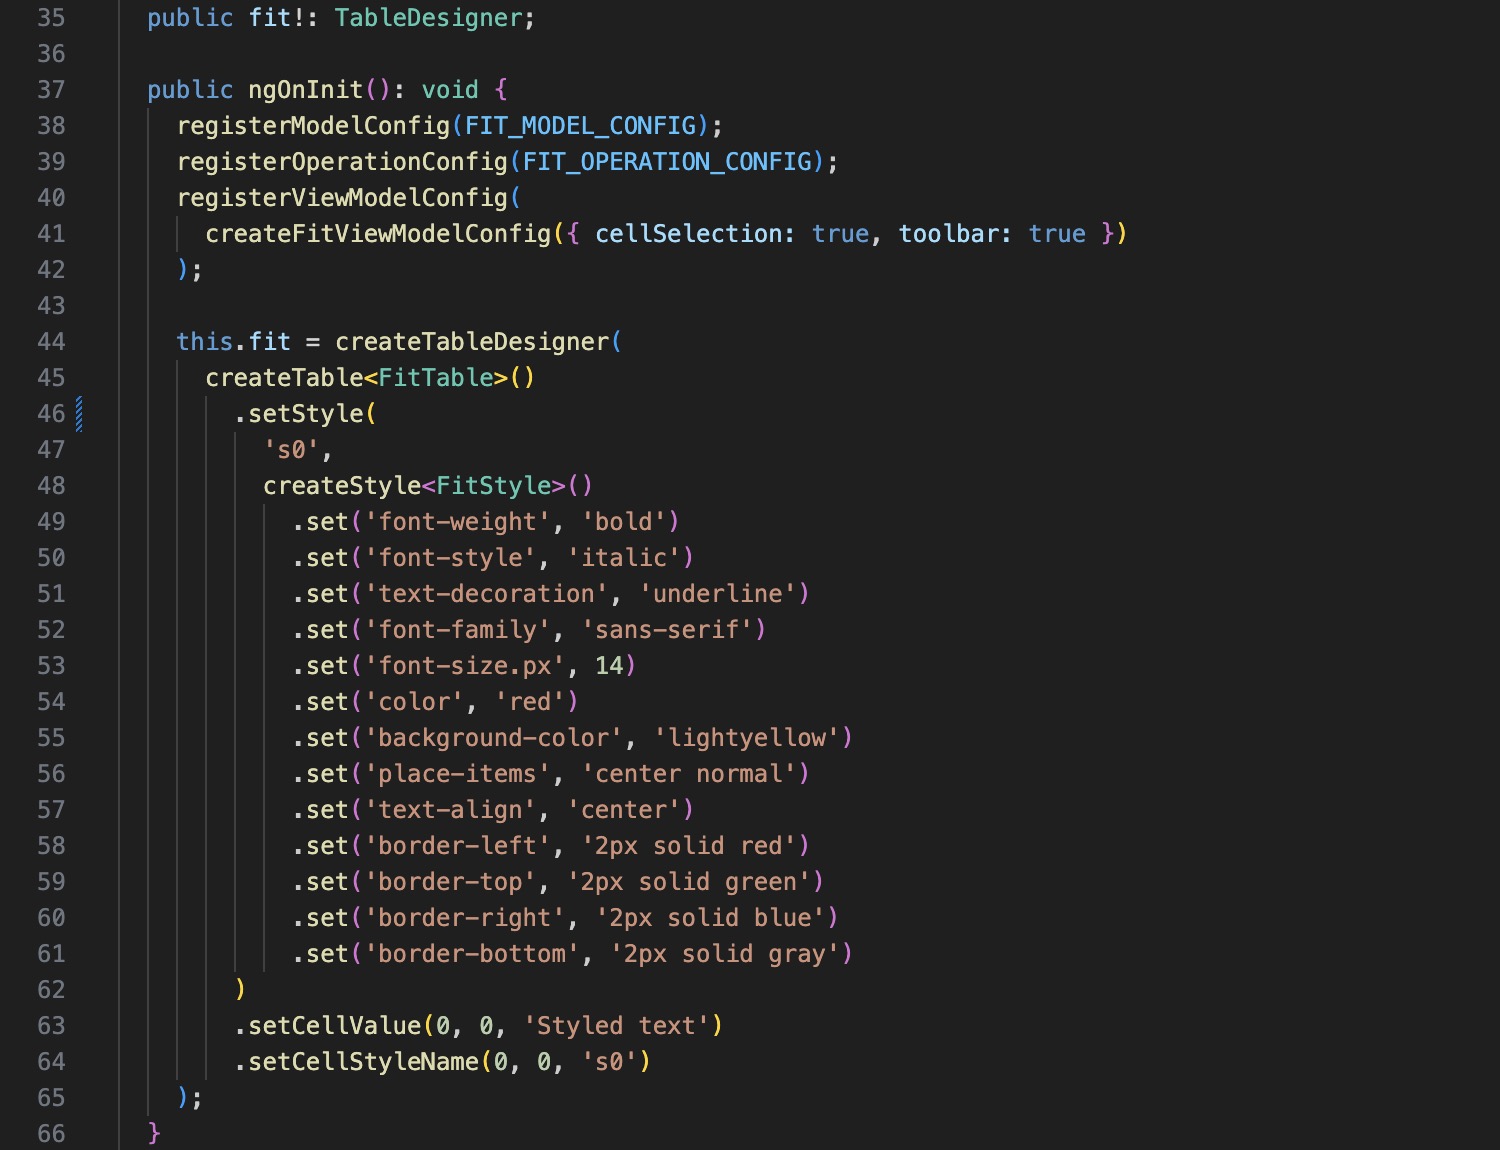 35 public fit!: TableDesigner;
36
37 public ngOnInit(): void {
38 registerModelConfig(FIT_MODEL_CONFIG);
39 registerOperationConfig(FIT_OPERATION_CONFIG);
40 registerViewModelConfig(
41 createFitViewModelConfig({ cellSelection: true, toolbar: true })
42 );
43
44 this.fit = createTableDesigner(
45 createTable<FitTable>()
46 .setStyle(
47 's0',
48 createStyle<FitStyle>()
49 .set('font-weight', 'bold')
50 .set('font-style', 'italic')
51 .set('text-decoration', 'underline')
52 .set('font-family', 'sans-serif')
53 .set('font-size.px', 14)
54 .set('color', 'red')
55 .set('background-color', 'lightyellow')
56 .set('place-items', 'center normal')
57 .set('text-align', 'center')
58 .set('border-left', '2px solid red')
59 .set('border-top', '2px solid green')
60 .set('border-right', '2px solid blue')
61 .set('border-bottom', '2px solid gray')
62 )
63 .setCellValue(0, 0, 'Styled text')
64 .setCellStyleName(0, 0, 's0')
65 );
66 }